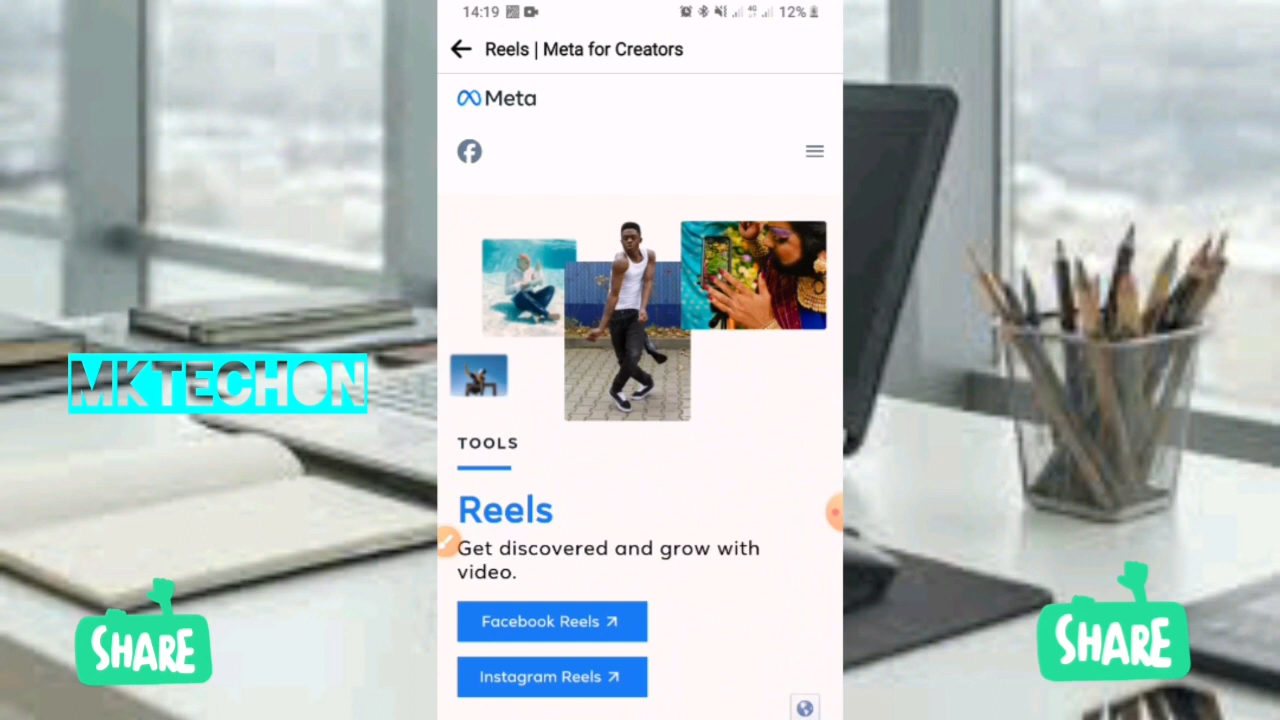 14:19
4G
12%
Reels | Meta for Creators
Meta
MKTECHON
TOOLS
Reels
Get discovered and grow with
video.
Facebook Reels
Instagram Reels
SHARE
SHARE